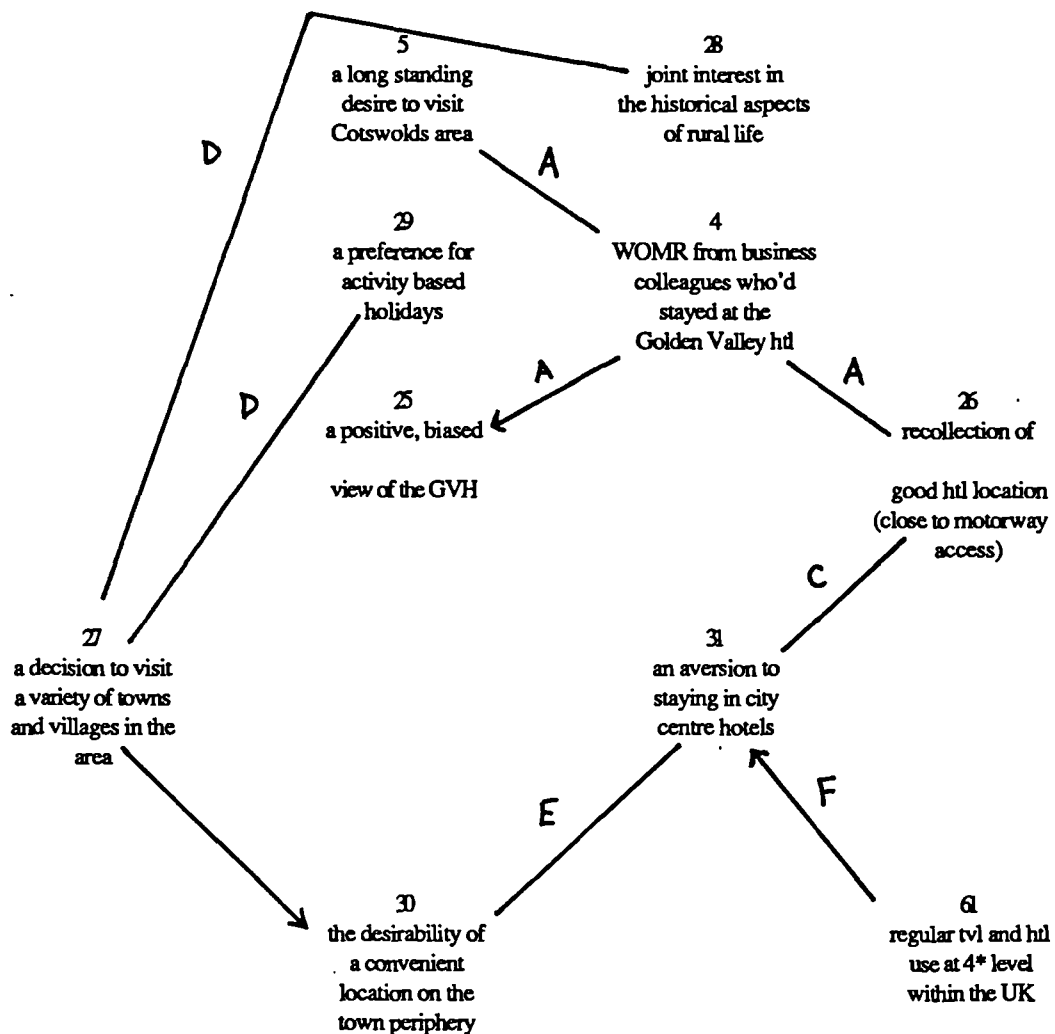 5
a long standing
desire to visit
Cotswolds area
28
joint interest in
the historical aspects
of rural life
D
A
29
a preference for
activity based
holidays
4
WOMR from business
colleagues who'd
stayed at the
Golden Valley htl
D
A
A
25
a positive, biased
view of the GVH
26
recollection of
good htl location
(close to motorway
access)
C
27
a decision to visit
a variety of towns
and villages in the
area
31
an aversion to
staying in city
centre hotels
E
F
30
the desirability of
a convenient
location on the
town periphery
61
regular tvl and htl
use at 4* level
within the UK